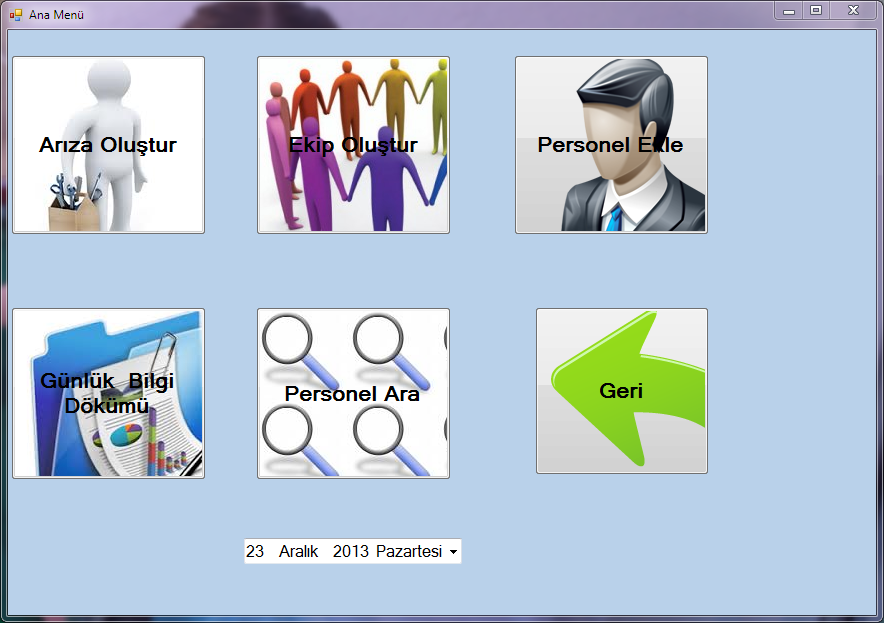 Ana Menü
Arıza Oluştur
Ekip Oluştur
Personel Ekle
Günlük Bilgi
Dökümü
Personel Ara
Geri
23 Aralık 2013 Pazartesi